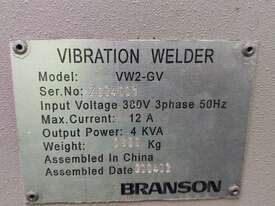 VIBRATION WELDER
Model: VW2-GV
Ser.No:
Input Voltage 380V 3phase 50Hz
Max.Current: 12 A
Output Power: 4 KVA
Weight: Kg
Assembled In China
Assembled Date
BRANSON